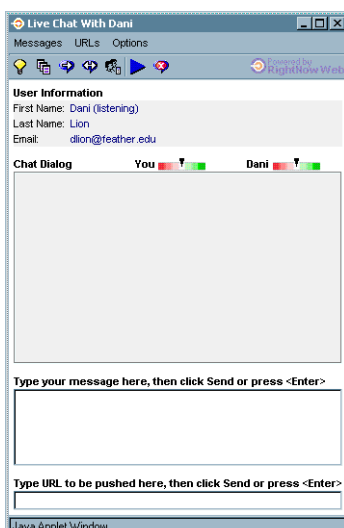 Live Chat With Dani
Messages URLs Options
Powered by
RightNow Web
User Information
First Name: Dani (listening)
Last Name: Lion
Email: dlion@feather.edu
Chat Dialog You Dani
Type your message here, then click Send or press <Enter>
Type URL to be pushed here, then click Send or press <Enter>
Java Applet Window